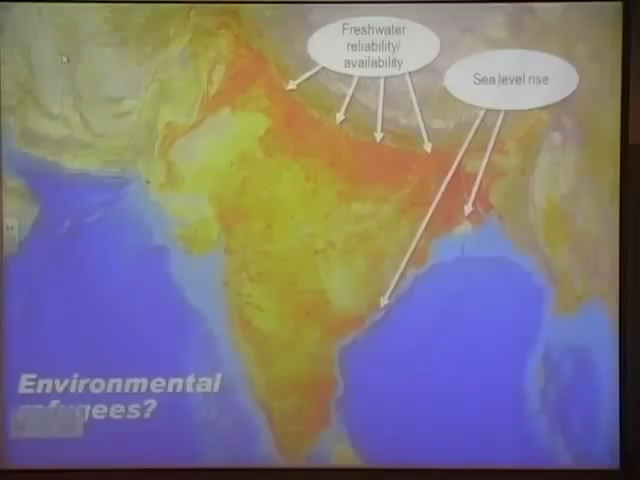 Freshwater
reliability/
availability
Sea level rise
Environmental
refugees?